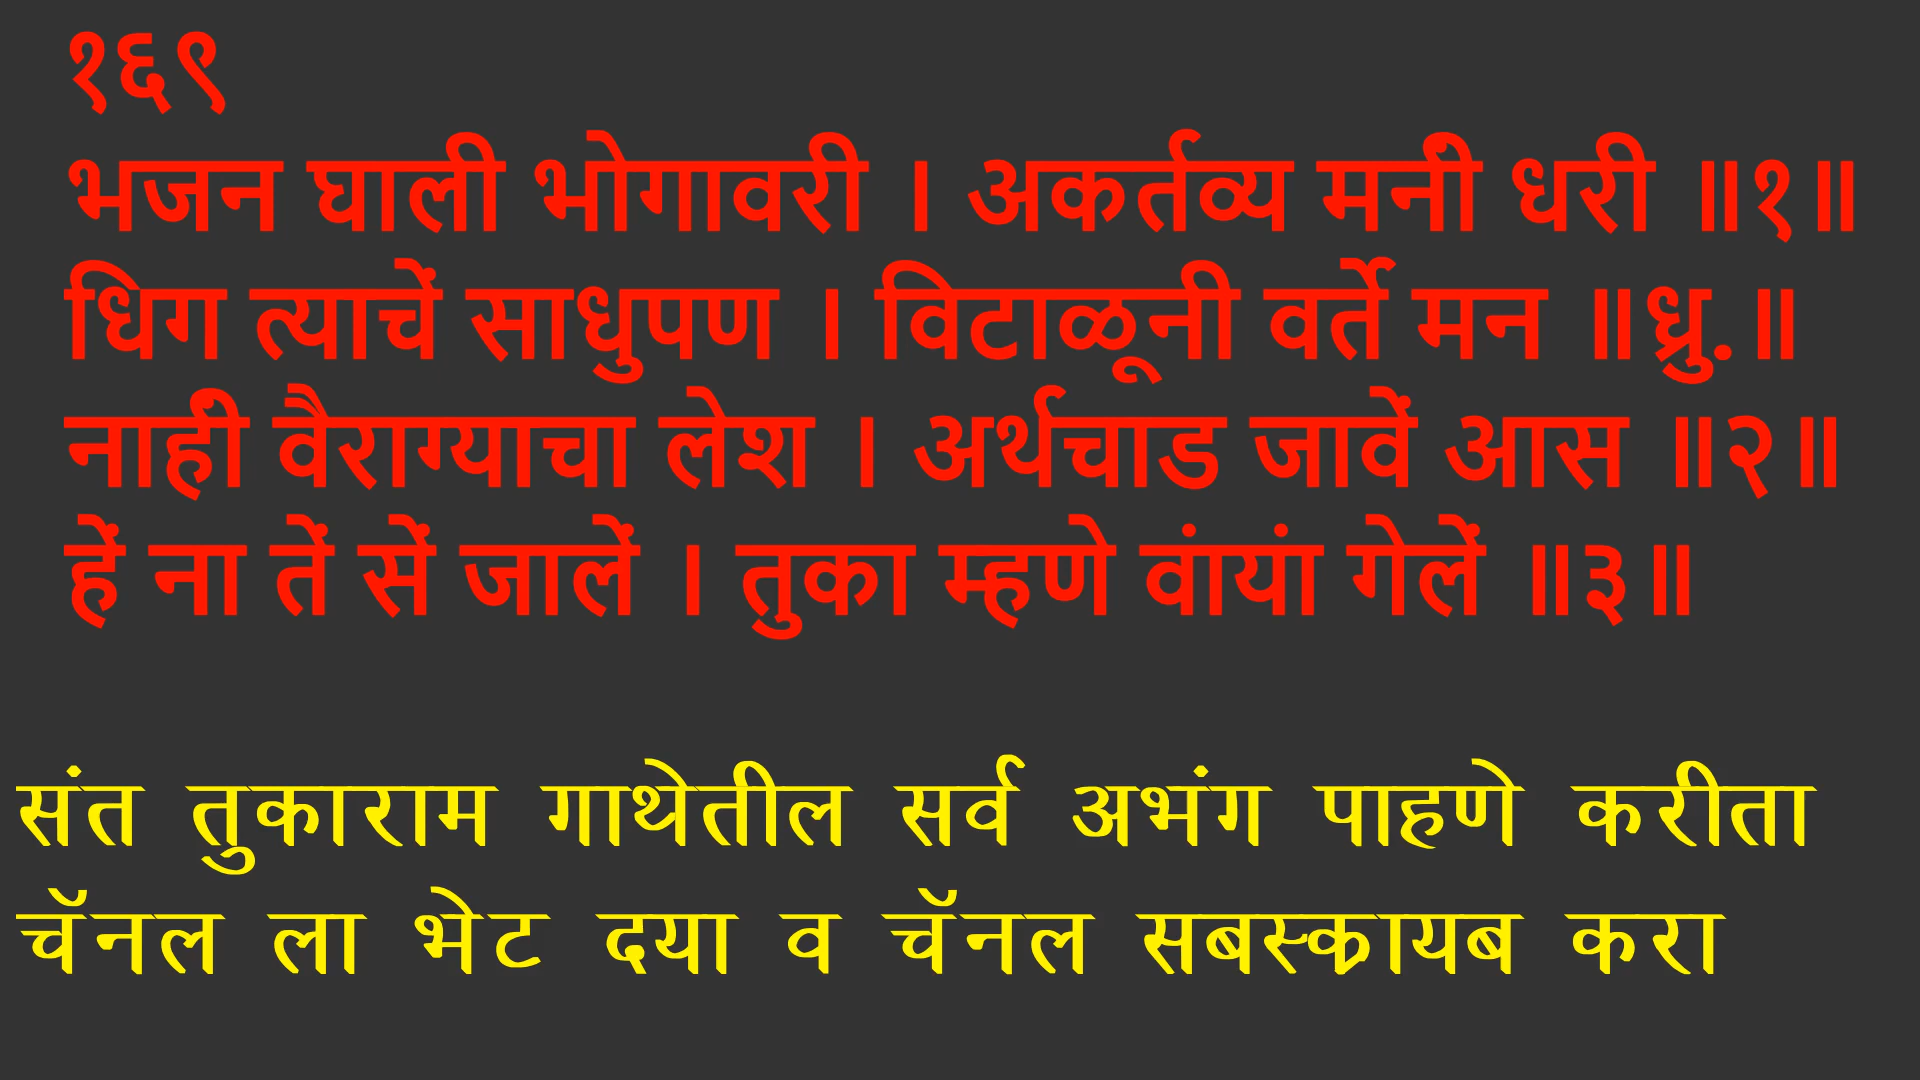 १६९
भजन घाली भोगावरी । अकर्तव्य मनीं धरी ॥१॥
धिग त्याचें साधुपण । विटाळूनी वर्ते मन ॥ध्रु.॥
नाहीं वैराग्याचा लेश । अर्थचाड जावें आस ॥२॥
हें ना तें सें जालें । तुका म्हणे वांयां गेलें ॥३॥
संत तुकाराम गाथेतील सर्व अभंग पाहणे करीता
चॅनल ला भेट दया व चॅनल सबस्क्रायब करा